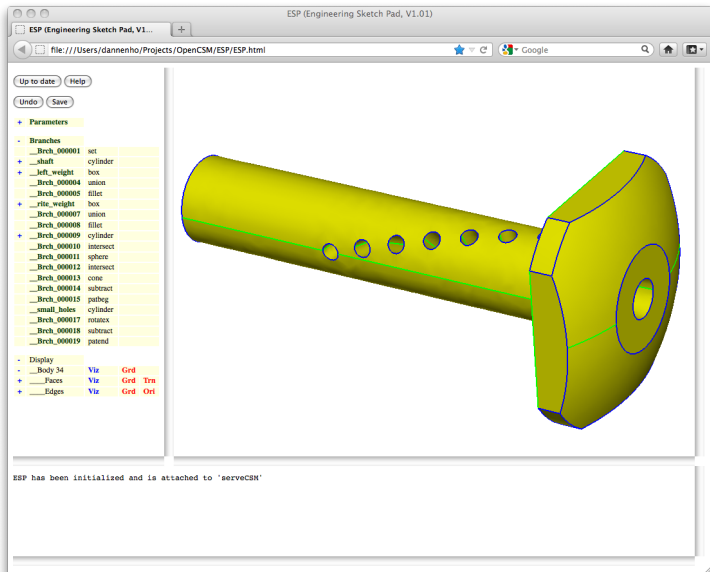 ESP (Engineering Sketch Pad, V1.01)
ESP (Engineering Sketch Pad, V1... +
file:///Users/dannenho/Projects/OpenCSM/ESP/ESP.html Google
Up to date Help
Undo Save
+ Parameters
- Branches
__Brch_000001 set
+ __shaft cylinder
+ __left_weight box
__Brch_000004 union
__Brch_000005 fillet
+ __rite_weight box
__Brch_000007 union
__Brch_000008 fillet
+ __Brch_000009 cylinder
__Brch_000010 intersect
__Brch_000011 sphere
__Brch_000012 intersect
__Brch_000013 cone
__Brch_000014 subtract
__Brch_000015 patbeg
__small_holes cylinder
__Brch_000017 rotatex
__Brch_000018 subtract
__Brch_000019 patend
- Display
- __Body 34 Viz Grd
+ ____Faces Viz Grd Trn
+ ____Edges Viz Grd Ori
ESP has been initialized and is attached to 'serveCSM'